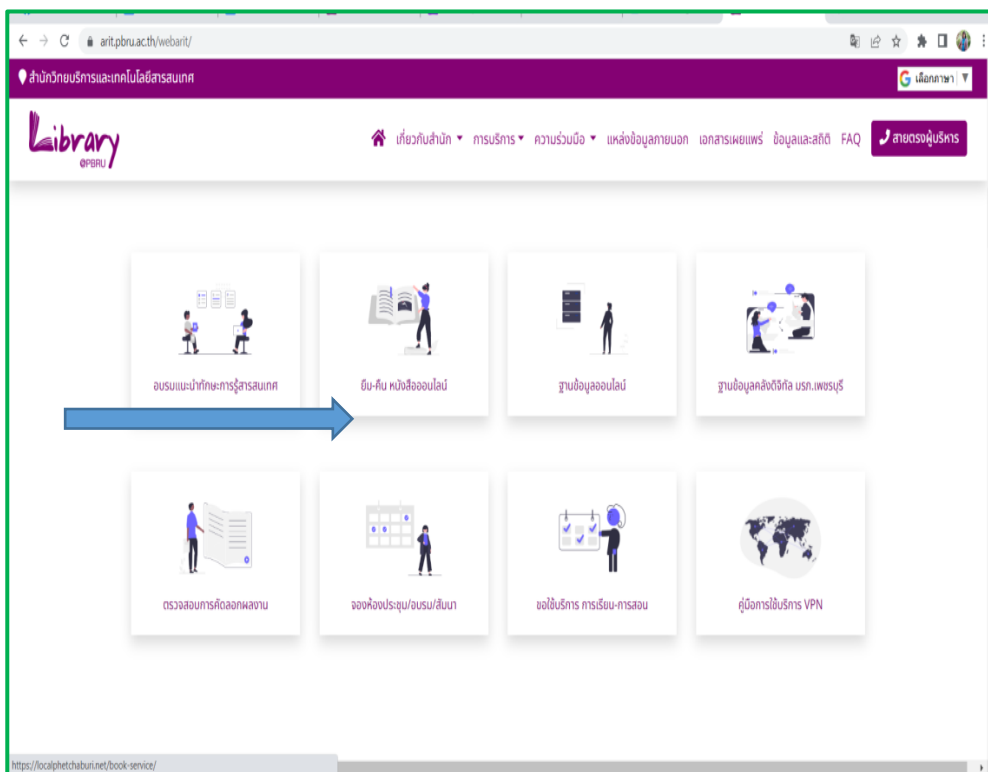 arit.pbru.ac.th/webarit/
สำนักวิทยบริการและเทคโนโลยีสารสนเทศ
G เลือกภาษา ▼
Library
@PBRU
เกี่ยวกับสำนัก การบริการ ความร่วมมือ แหล่งข้อมูลภายนอก เอกสารเผยแพร่ ข้อมูลและสถิติ FAQ สายตรงผู้บริหาร
อบรมแนะนำทักษะการรู้สารสนเทศ
ยืม-คืน หนังสือออนไลน์
ฐานข้อมูลออนไลน์
ฐานข้อมูลคลังดิจิทัล มรภ.เพชรบุรี
ตรวจสอบการคัดลอกผลงาน
จองห้องประชุม/อบรม/สัมนา
ขอใช้บริการ การเรียน-การสอน
คู่มือการใช้บริการ VPN
https://localphetchaburi.net/book-service/